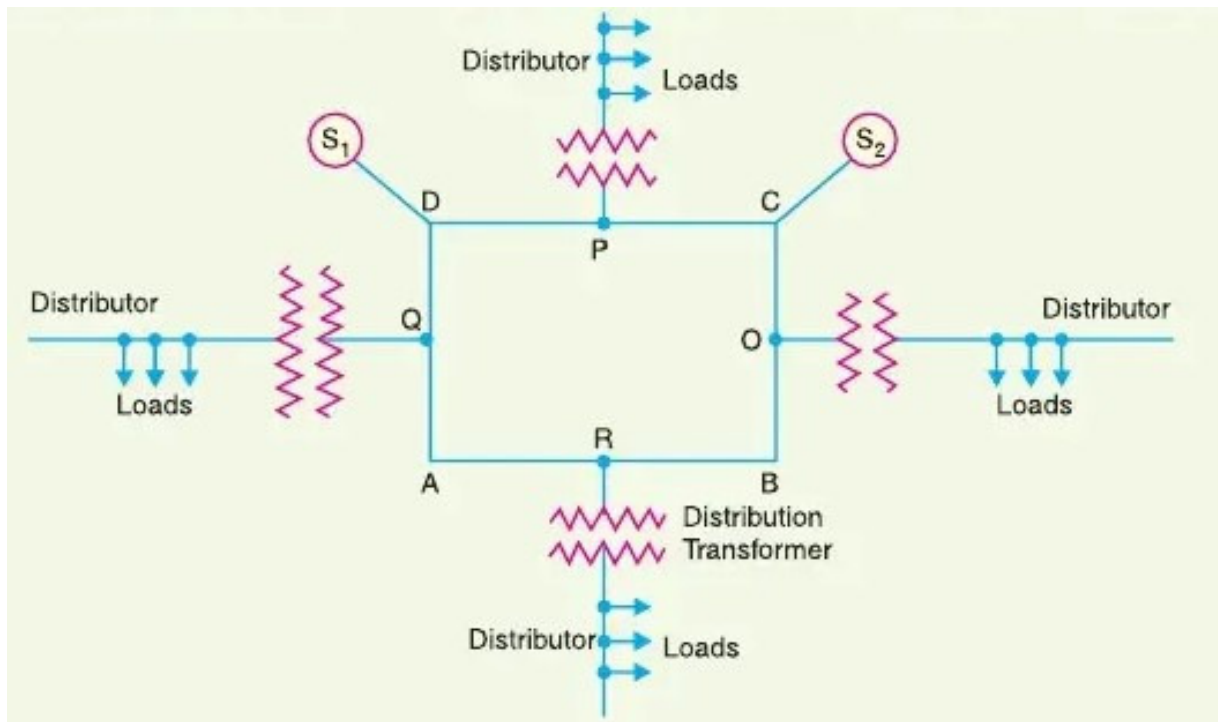 Distributor
Loads
S1
S2
D
C
P
Distributor
Distributor
Q
O
Loads
Loads
R
A
B
Distribution
Transformer
Distributor
Loads